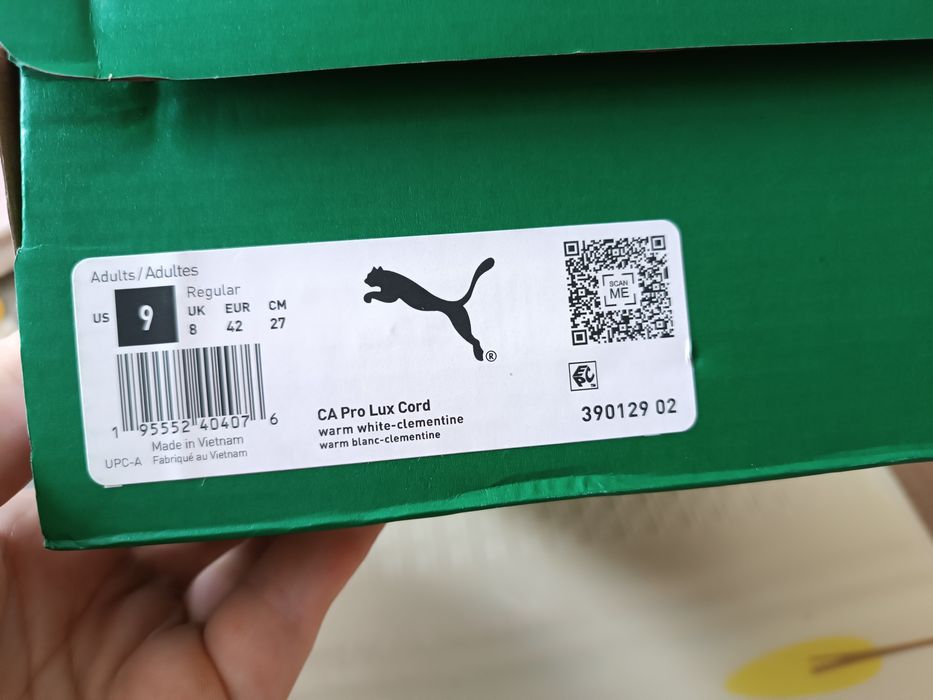 Adults/Adultes
Regular
US 9 UK EUR CM
8 42 27
SCAN ME
EPC™
®
1 95552 40407 6
Made in Vietnam
UPC-A Fabriqué au Vietnam
CA Pro Lux Cord
warm white-clementine
warm blanc-clementine
390129 02